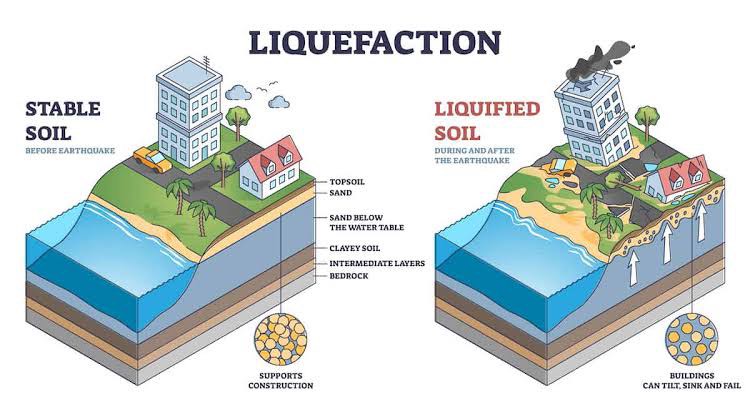 LIQUEFACTION
STABLE
SOIL
BEFORE EARTHQUAKE
LIQUIFIED
SOIL
DURING AND AFTER
THE EARTHQUAKE
TOPSOIL
SAND
SAND BELOW
THE WATER TABLE
CLAYEY SOIL
INTERMEDIATE LAYERS
BEDROCK
SUPPORTS
CONSTRUCTION
BUILDINGS
CAN TILT, SINK AND FAIL